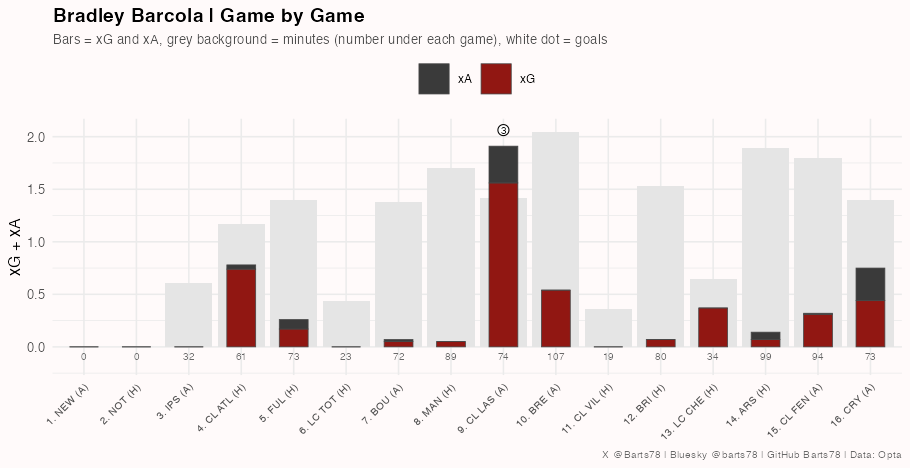 Bradley Barcola | Game by Game
Bars = xG and xA, grey background = minutes (number under each game), white dot = goals
xA xG
xG + xA
2.0
1.5
1.0
0.5
0.0
3
0 0 32 61 73 23 72 89 74 107 19 80 34 99 94 73
1. NEW (A)
2. NOT (H)
3. IPS (A)
4. CL ATL (H)
5. FUL (H)
6. LC TOT (H)
7. BOU (A)
8. MAN (H)
9. CL LAS (A)
10. BRE (A)
11. CL VIL (H)
12. BRI (H)
13. LC CHE (H)
14. ARS (H)
15. CL FEN (A)
16. CRY (A)
X @Barts78 | Bluesky @barts78 | GitHub Barts78 | Data: Opta